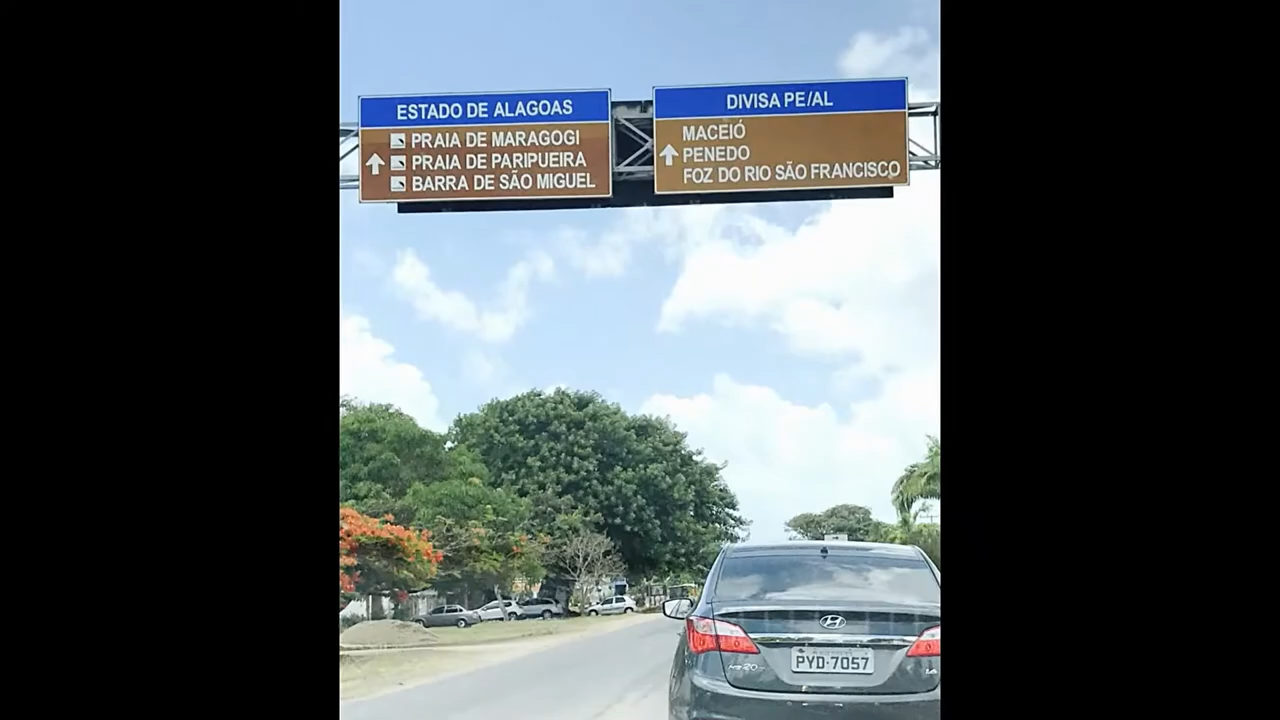 ESTADO DE ALAGOAS
PRAIA DE MARAGOGI
PRAIA DE PARIPUEIRA
BARRA DE SÃO MIGUEL
DIVISA PE/AL
MACEIÓ
PENEDO
FOZ DO RIO SÃO FRANCISCO
PYD-7057